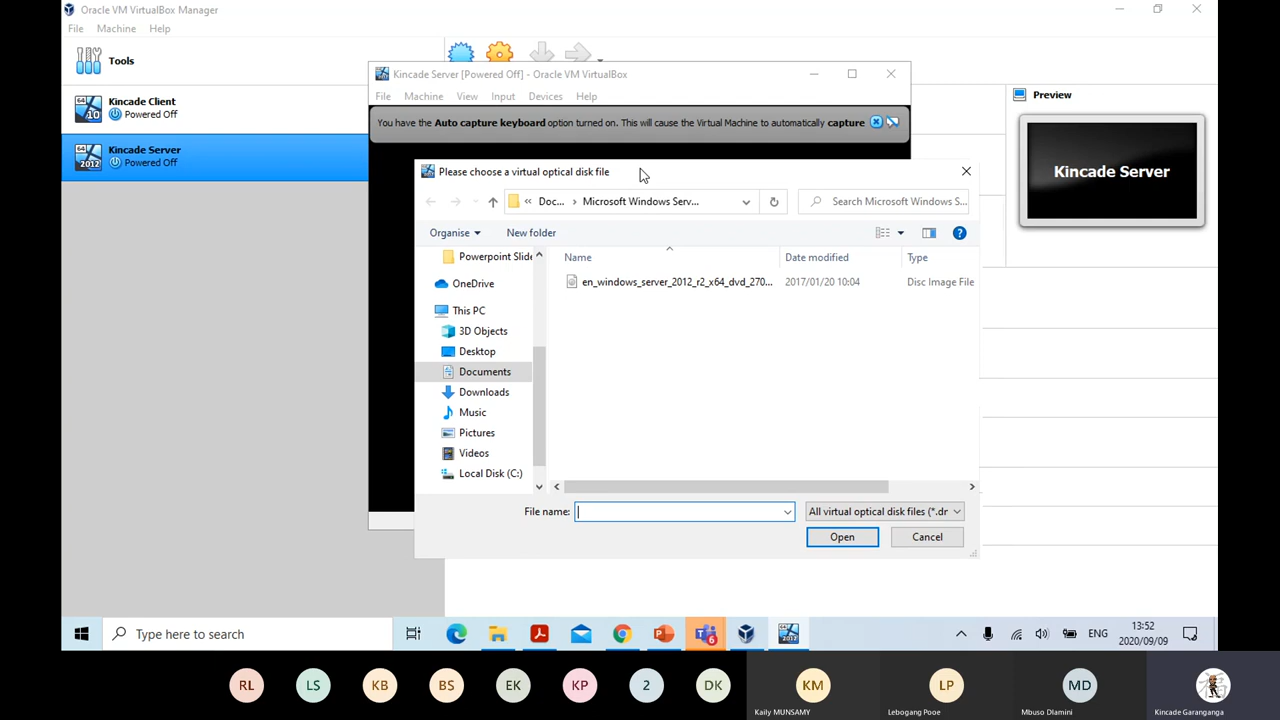 Oracle VM VirtualBox Manager
File Machine Help
Tools
Kincade Client
Powered Off
Kincade Server
Powered Off
Kincade Server [Powered Off] - Oracle VM VirtualBox
File Machine View Input Devices Help
You have the Auto capture keyboard option turned on. This will cause the Virtual Machine to automatically capture
Preview
Kincade Server
Please choose a virtual optical disk file
« Doc... › Microsoft Windows Serv...
Search Microsoft Windows S...
Organise New folder
Name Date modified Type
en_windows_server_2012_r2_x64_dvd_270... 2017/01/20 10:04 Disc Image File
Powerpoint Slide
OneDrive
This PC
3D Objects
Desktop
Documents
Downloads
Music
Pictures
Videos
Local Disk (C:)
File name:
All virtual optical disk files (*.dr
Open Cancel
Type here to search
6
ENG
13:52
2020/09/09
RL LS KB BS EK KP 2 DK KM LP MD
Kaily MUNSAMY Lebogang Pooe Mbuso Dlamini Kincade Garanganga